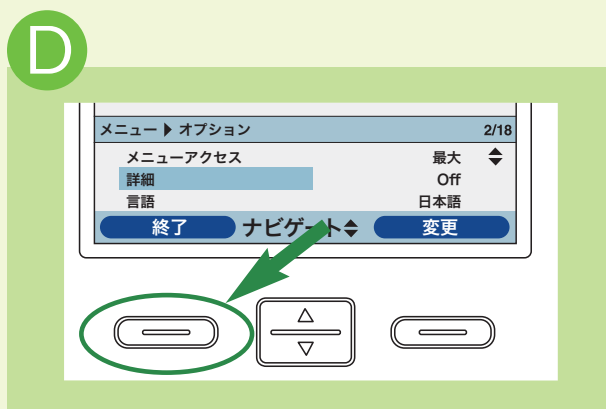 D
メニュー▶オプション 2/18
メニューアクセス 最大
詳細 Off
言語 日本語
終了 ナビゲート 変更